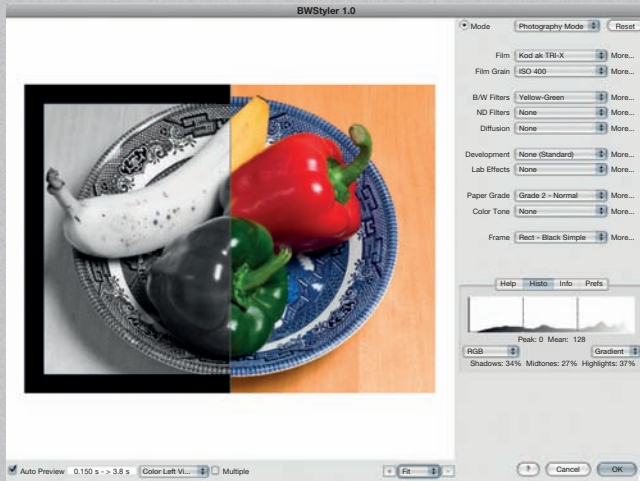 BWStyler 1.0
Mode Photography Mode Reset
Film Kod ak TRI-X More...
Film Grain ISO 400 More...
B/W Filters Yellow-Green More...
ND Filters None More...
Diffusion None More...
Development None (Standard) More...
Lab Effects None More...
Paper Grade Grade 2 - Normal More...
Color Tone None More...
Frame Rect - Black Simple More...
Help Histo Info Prefs
Peak: 0 Mean: 128
RGB Gradient
Shadows: 34% Midtones: 27% Highlights: 37%
Auto Preview 0.150 s - > 3.8 s Color Left Vi... Multiple + Fit - ? Cancel OK